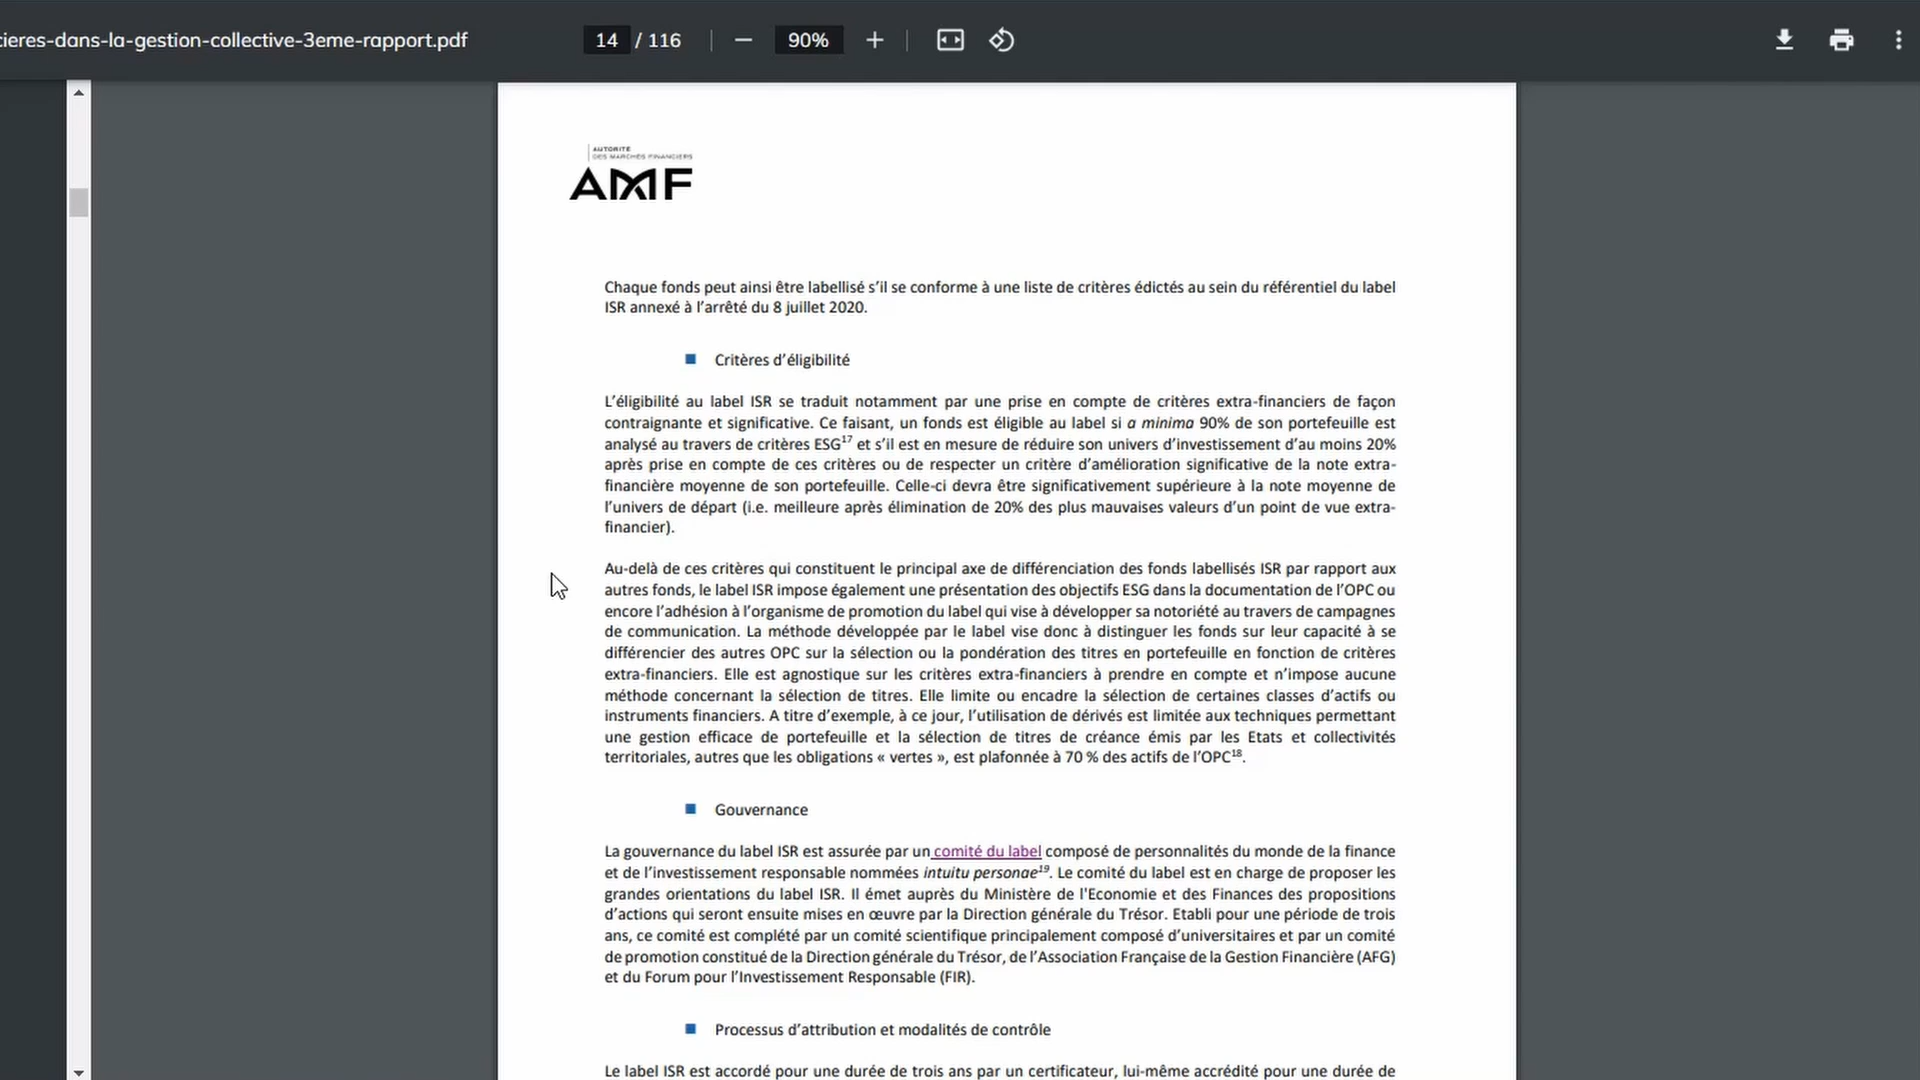 cieres-dans-la-gestion-collective-3eme-rapport.pdf
14 / 116
90%
AUTORITÉ
DES MARCHÉS FINANCIERS
AMF
Chaque fonds peut ainsi être labellisé s’il se conforme à une liste de critères édictés au sein du référentiel du label
ISR annexé à l’arrêté du 8 juillet 2020.
Critères d’éligibilité
L’éligibilité au label ISR se traduit notamment par une prise en compte de critères extra-financiers de façon
contraignante et significative. Ce faisant, un fonds est éligible au label si a minima 90% de son portefeuille est
analysé au travers de critères ESG17 et s’il est en mesure de réduire son univers d’investissement d’au moins 20%
après prise en compte de ces critères ou de respecter un critère d’amélioration significative de la note extra-
financière moyenne de son portefeuille. Celle-ci devra être significativement supérieure à la note moyenne de
l’univers de départ (i.e. meilleure après élimination de 20% des plus mauvaises valeurs d’un point de vue extra-
financier).
Au-delà de ces critères qui constituent le principal axe de différenciation des fonds labellisés ISR par rapport aux
autres fonds, le label ISR impose également une présentation des objectifs ESG dans la documentation de l’OPC ou
encore l’adhésion à l’organisme de promotion du label qui vise à développer sa notoriété au travers de campagnes
de communication. La méthode développée par le label vise donc à distinguer les fonds sur leur capacité à se
différencier des autres OPC sur la sélection ou la pondération des titres en portefeuille en fonction de critères
extra-financiers. Elle est agnostique sur les critères extra-financiers à prendre en compte et n’impose aucune
méthode concernant la sélection de titres. Elle limite ou encadre la sélection de certaines classes d’actifs ou
instruments financiers. A titre d’exemple, à ce jour, l’utilisation de dérivés est limitée aux techniques permettant
une gestion efficace de portefeuille et la sélection de titres de créance émis par les Etats et collectivités
territoriales, autres que les obligations « vertes », est plafonnée à 70 % des actifs de l’OPC18.
Gouvernance
La gouvernance du label ISR est assurée par un comité du label composé de personnalités du monde de la finance
et de l’investissement responsable nommées intuitu personae19. Le comité du label est en charge de proposer les
grandes orientations du label ISR. Il émet auprès du Ministère de l'Economie et des Finances des propositions
d’actions qui seront ensuite mises en œuvre par la Direction générale du Trésor. Etabli pour une période de trois
ans, ce comité est complété par un comité scientifique principalement composé d’universitaires et par un comité
de promotion constitué de la Direction générale du Trésor, de l’Association Française de la Gestion Financière (AFG)
et du Forum pour l’Investissement Responsable (FIR).
Processus d’attribution et modalités de contrôle
Le label ISR est accordé pour une durée de trois ans par un certificateur, lui-même accrédité pour une durée de